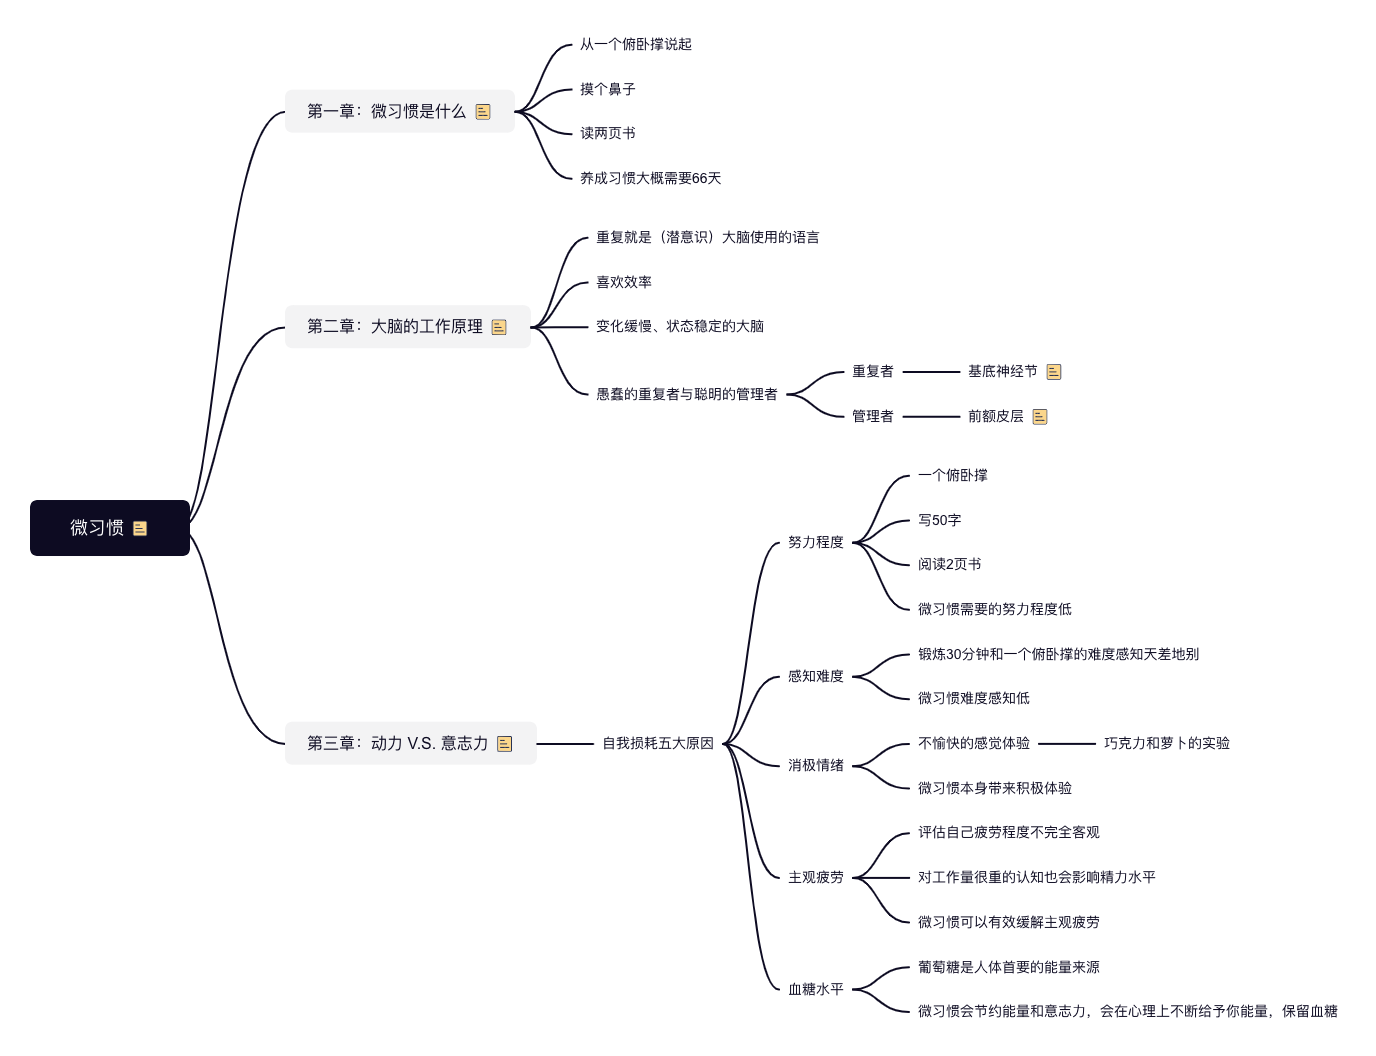 微习惯
第一章：微习惯是什么
从一个俯卧撑说起
摸个鼻子
读两页书
养成习惯大概需要66天
第二章：大脑的工作原理
重复就是（潜意识）大脑使用的语言
喜欢效率
变化缓慢、状态稳定的大脑
愚蠢的重复者与聪明的管理者
重复者
基底神经节
管理者
前额皮层
第三章：动力 V.S. 意志力
自我损耗五大原因
努力程度
一个俯卧撑
写50字
阅读2页书
微习惯需要的努力程度低
感知难度
锻炼30分钟和一个俯卧撑的难度感知天差地别
微习惯难度感知低
消极情绪
不愉快的感觉体验
巧克力和萝卜的实验
微习惯本身带来积极体验
主观疲劳
评估自己疲劳程度不完全客观
对工作量很重的认知也会影响精力水平
微习惯可以有效缓解主观疲劳
血糖水平
葡萄糖是人体首要的能量来源
微习惯会节约能量和意志力，会在心理上不断给予你能量，保留血糖